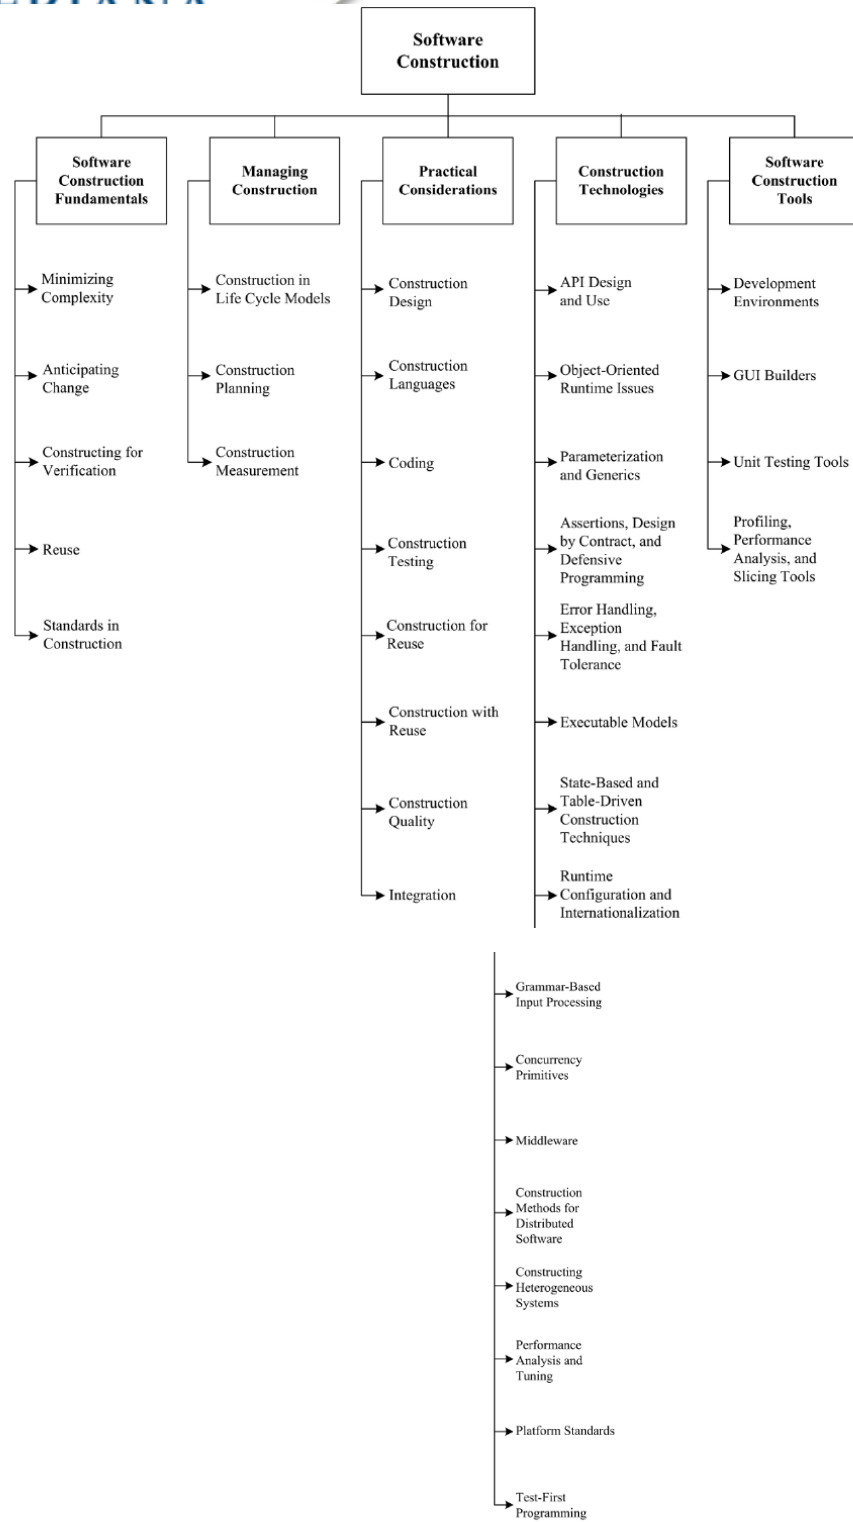 Software
Construction
Software
Construction
Fundamentals
Minimizing
Complexity
Anticipating
Change
Constructing for
Verification
Reuse
Standards in
Construction
Managing
Construction
Construction in
Life Cycle Models
Construction
Planning
Construction
Measurement
Practical
Considerations
Construction
Design
Construction
Languages
Coding
Construction
Testing
Construction for
Reuse
Construction with
Reuse
Construction
Quality
Integration
Construction
Technologies
API Design
and Use
Object-Oriented
Runtime Issues
Parameterization
and Generics
Assertions, Design
by Contract, and
Defensive
Programming
Error Handling,
Exception
Handling, and Fault
Tolerance
Executable Models
State-Based and
Table-Driven
Construction
Techniques
Runtime
Configuration and
Internationalization
Grammar-Based
Input Processing
Concurrency
Primitives
Middleware
Construction
Methods for
Distributed
Software
Constructing
Heterogeneous
Systems
Performance
Analysis and
Tuning
Platform Standards
Test-First
Programming
Software
Construction
Tools
Development
Environments
GUI Builders
Unit Testing Tools
Profiling,
Performance
Analysis, and
Slicing Tools